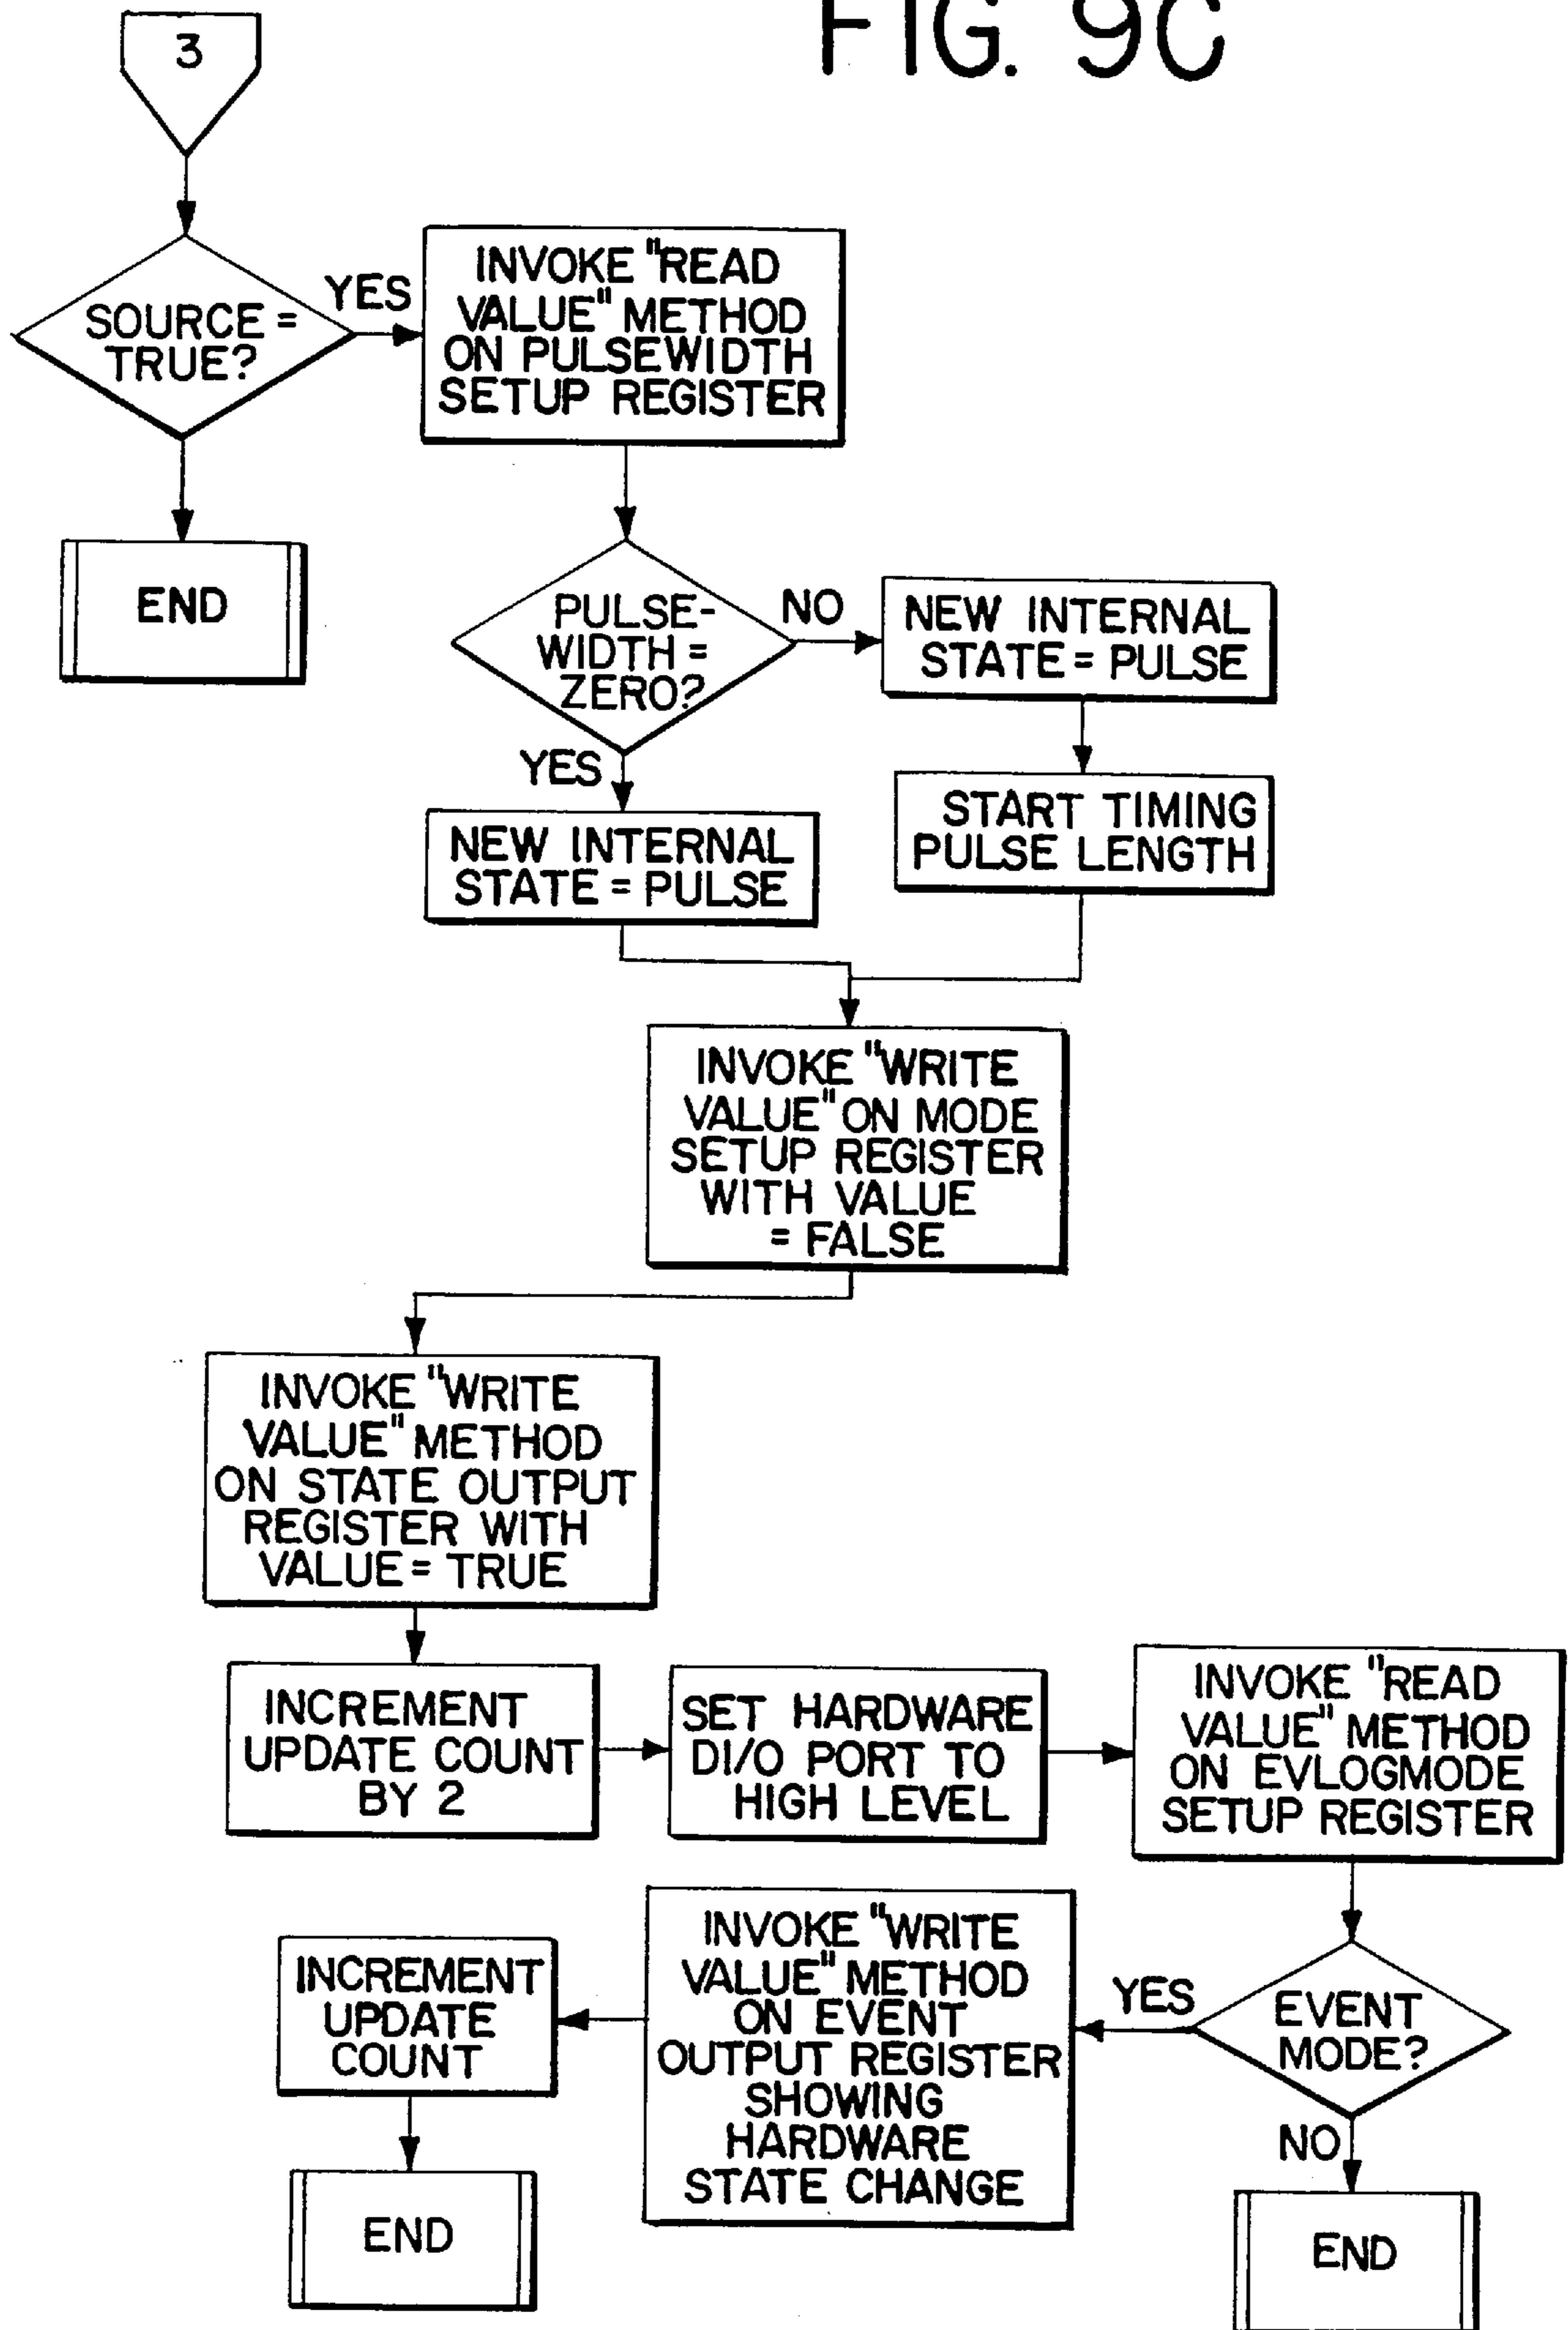 FIG. 9C
3
SOURCE =
TRUE?
YES
INVOKE "READ
VALUE" METHOD
ON PULSEWIDTH
SETUP REGISTER
END
PULSE-
WIDTH =
ZERO?
NO
NEW INTERNAL
STATE = PULSE
YES
START TIMING
PULSE LENGTH
NEW INTERNAL
STATE = PULSE
INVOKE "WRITE
VALUE" ON MODE
SETUP REGISTER
WITH VALUE
= FALSE
INVOKE "WRITE
VALUE" METHOD
ON STATE OUTPUT
REGISTER WITH
VALUE = TRUE
INCREMENT
UPDATE COUNT
BY 2
SET HARDWARE
DI/O PORT TO
HIGH LEVEL
INVOKE "READ
VALUE" METHOD
ON EVLOGMODE
SETUP REGISTER
EVENT
MODE?
YES
INVOKE "WRITE
VALUE" METHOD
ON EVENT
OUTPUT REGISTER
SHOWING
HARDWARE
STATE CHANGE
INCREMENT
UPDATE
COUNT
END
NO
END